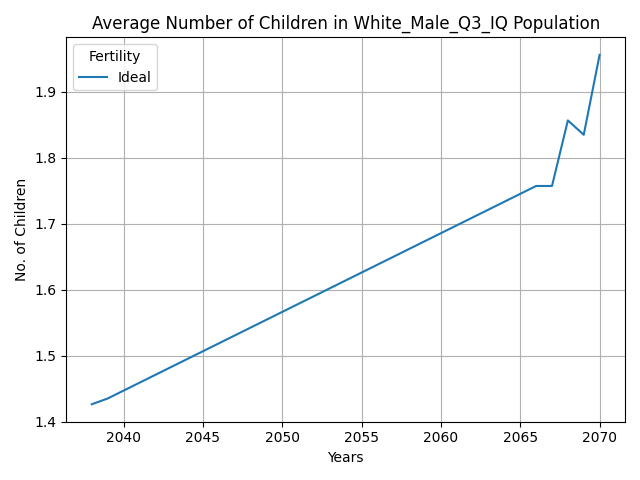 Average Number of Children in White_Male_Q3_IQ Population
Fertility
Ideal
No. of Children
1.9
1.8
1.7
1.6
1.5
1.4
2040 2045 2050 2055 2060 2065 2070
Years